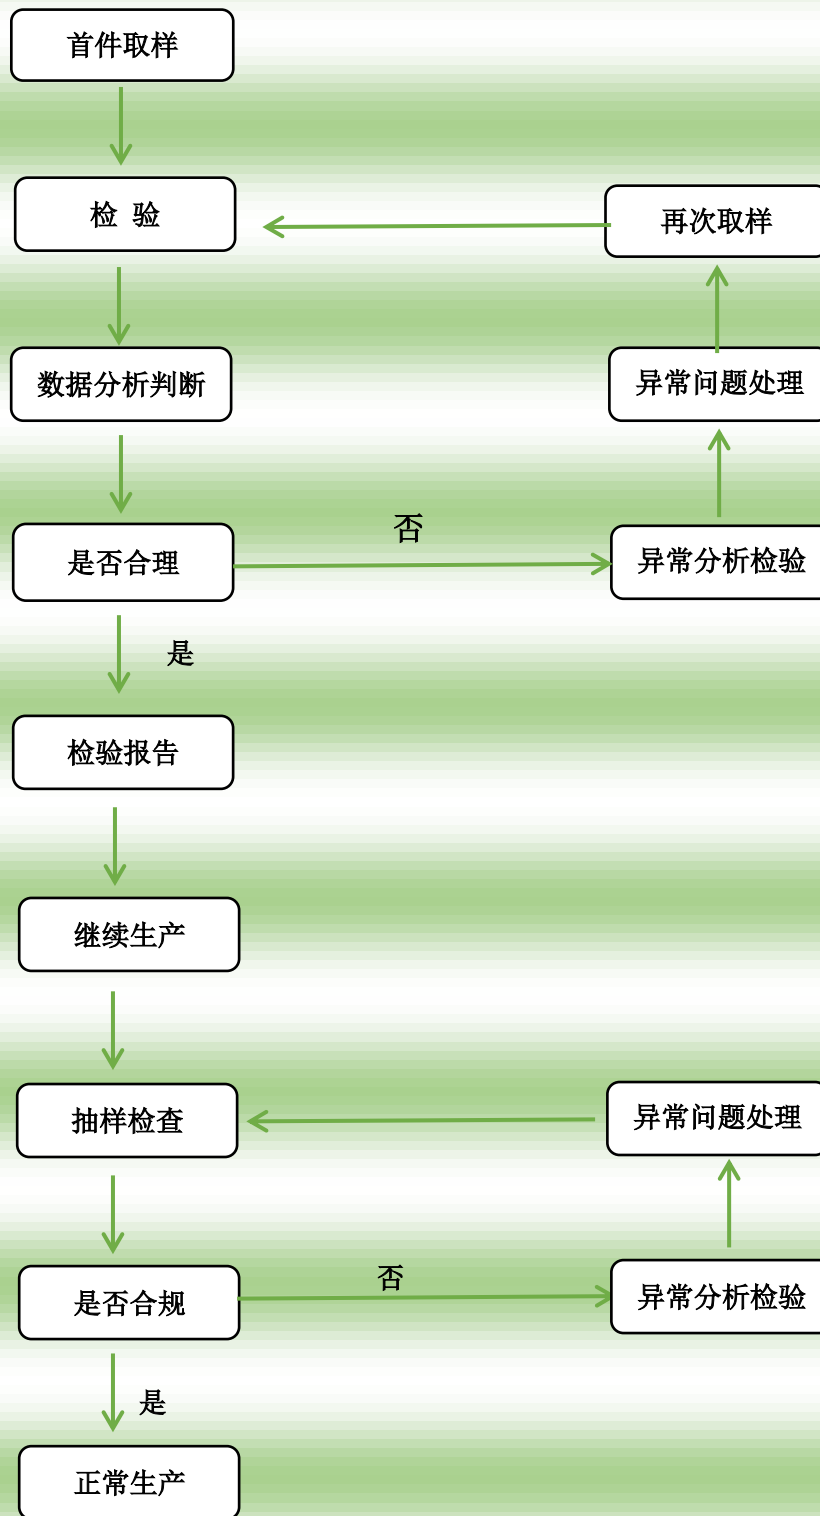 首件取样
检 验
再次取样
数据分析判断
异常问题处理
否
是否合理
异常分析检验
是
检验报告
继续生产
抽样检查
异常问题处理
否
是否合规
异常分析检验
是
正常生产